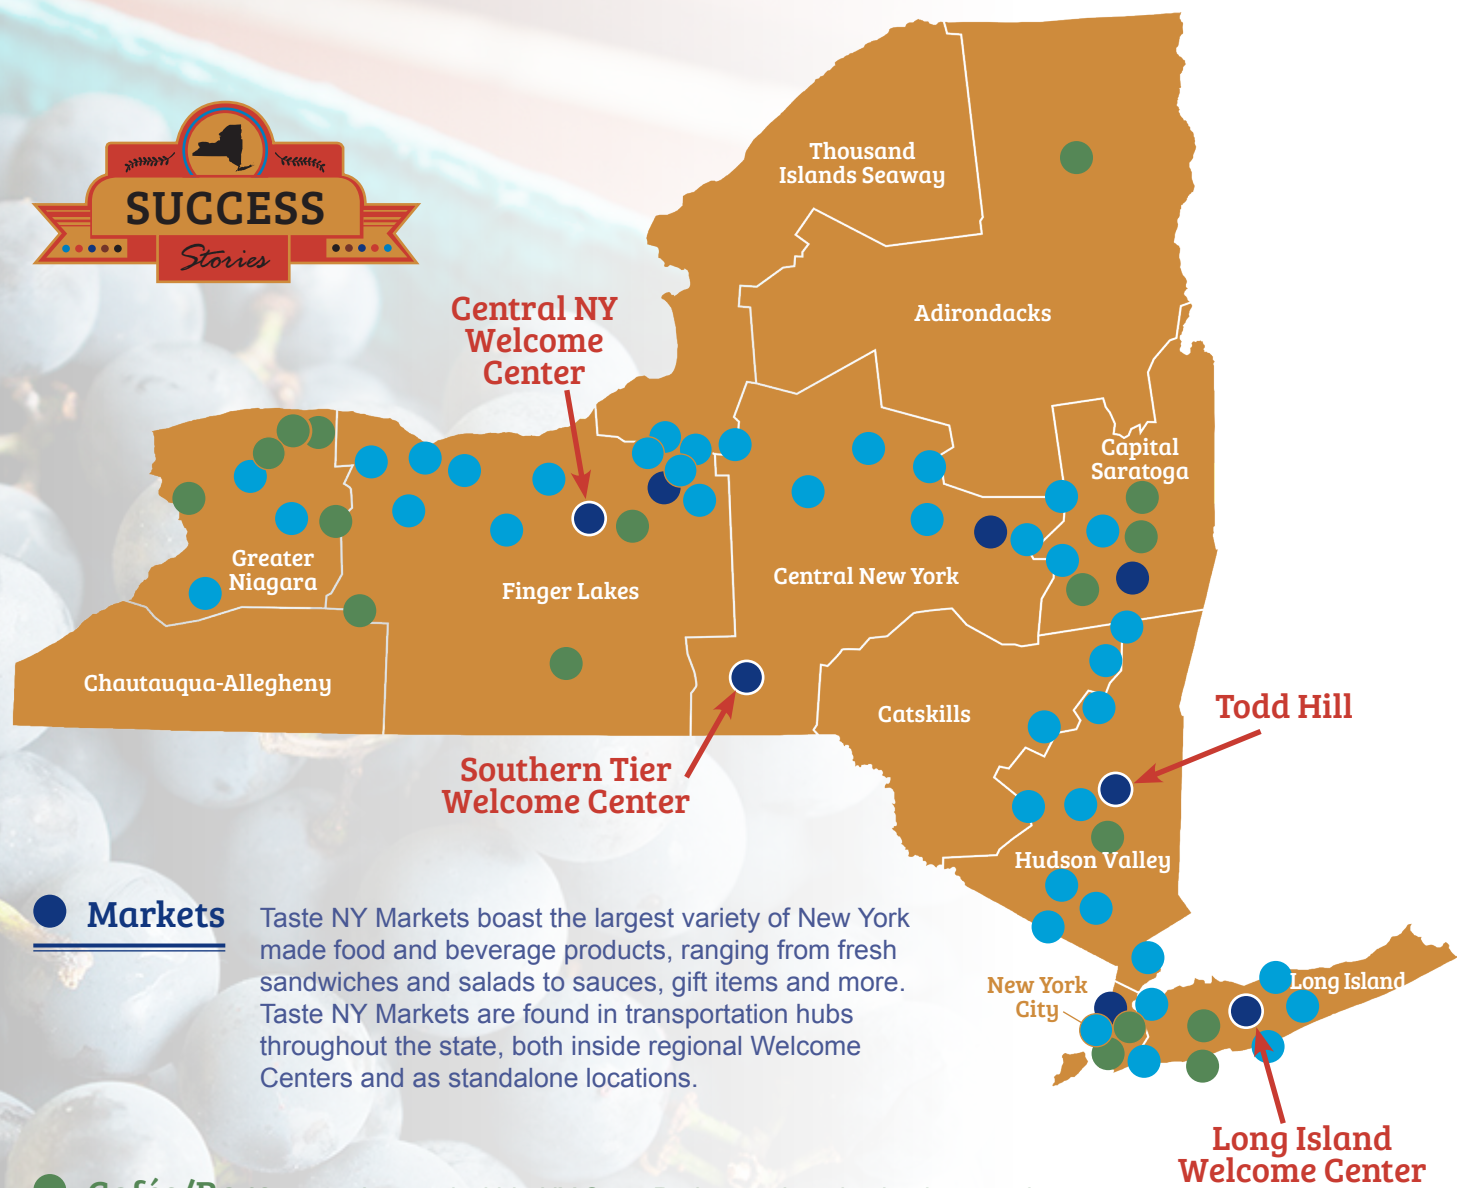 SUCCESS
Stories
Thousand
Islands Seaway
Adirondacks
Central NY
Welcome
Center
Capital
Saratoga
Greater
Niagara
Finger Lakes
Central New York
Chautauqua-Allegheny
Catskills
Todd Hill
Southern Tier
Welcome Center
Hudson Valley
Markets
Taste NY Markets boast the largest variety of New York
made food and beverage products, ranging from fresh
sandwiches and salads to sauces, gift items and more.
Taste NY Markets are found in transportation hubs
throughout the state, both inside regional Welcome
Centers and as standalone locations.
New York
City
Long Island
Long Island
Welcome Center